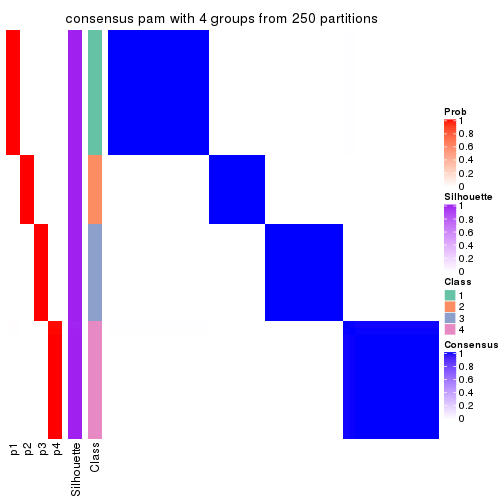 consensus pam with 4 groups from 250 partitions
Prob
1
0.8
0.6
0.4
0.2
0
Silhouette
1
0.8
0.6
0.4
0.2
0
Class
1
2
3
4
Consensus
1
0.8
0.6
0.4
0.2
0
p1
p2
p3
p4
Silhouette
Class